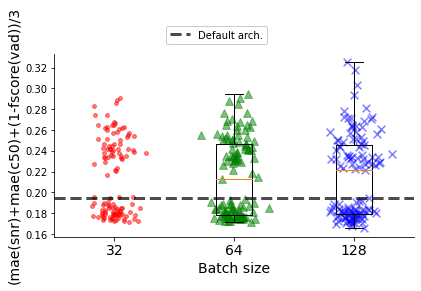 Default arch.
(mae(snr)+mae(c50)+(1-fscore(vad))/3
0.32
0.30
0.28
0.26
0.24
0.22
0.20
0.18
0.16
32 64 128
Batch size